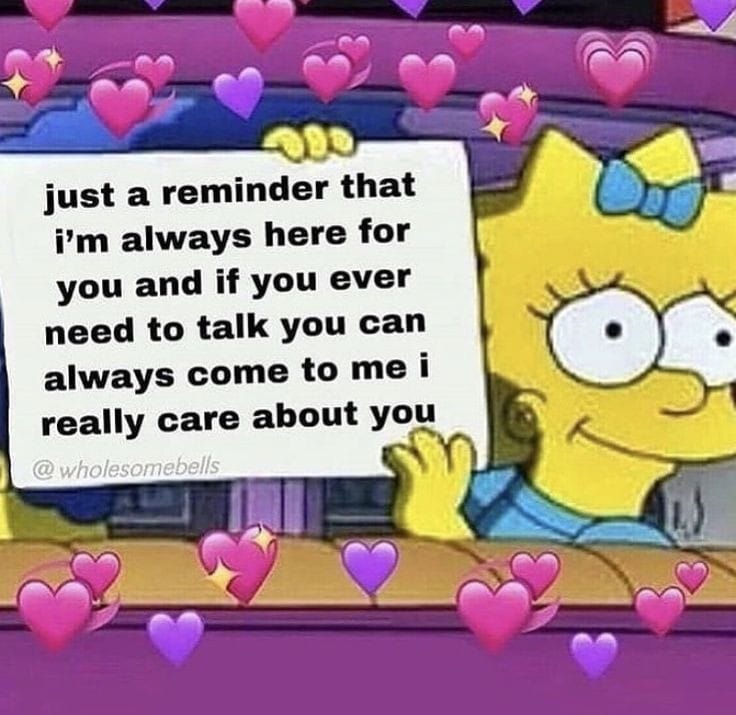 just a reminder that
i'm always here for
you and if you ever
need to talk you can
always come to me i
really care about you
@wholesomebells